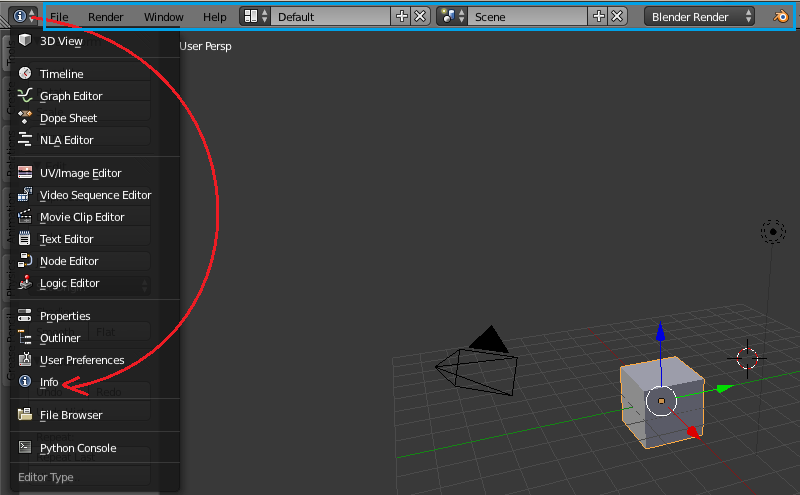 File Render Window Help Default Scene Blender Render
User Persp
3D View
Timeline
Graph Editor
Dope Sheet
NLA Editor
UV/Image Editor
Video Sequence Editor
Movie Clip Editor
Text Editor
Node Editor
Logic Editor
Properties
Outliner
User Preferences
Info
File Browser
Python Console
Editor Type